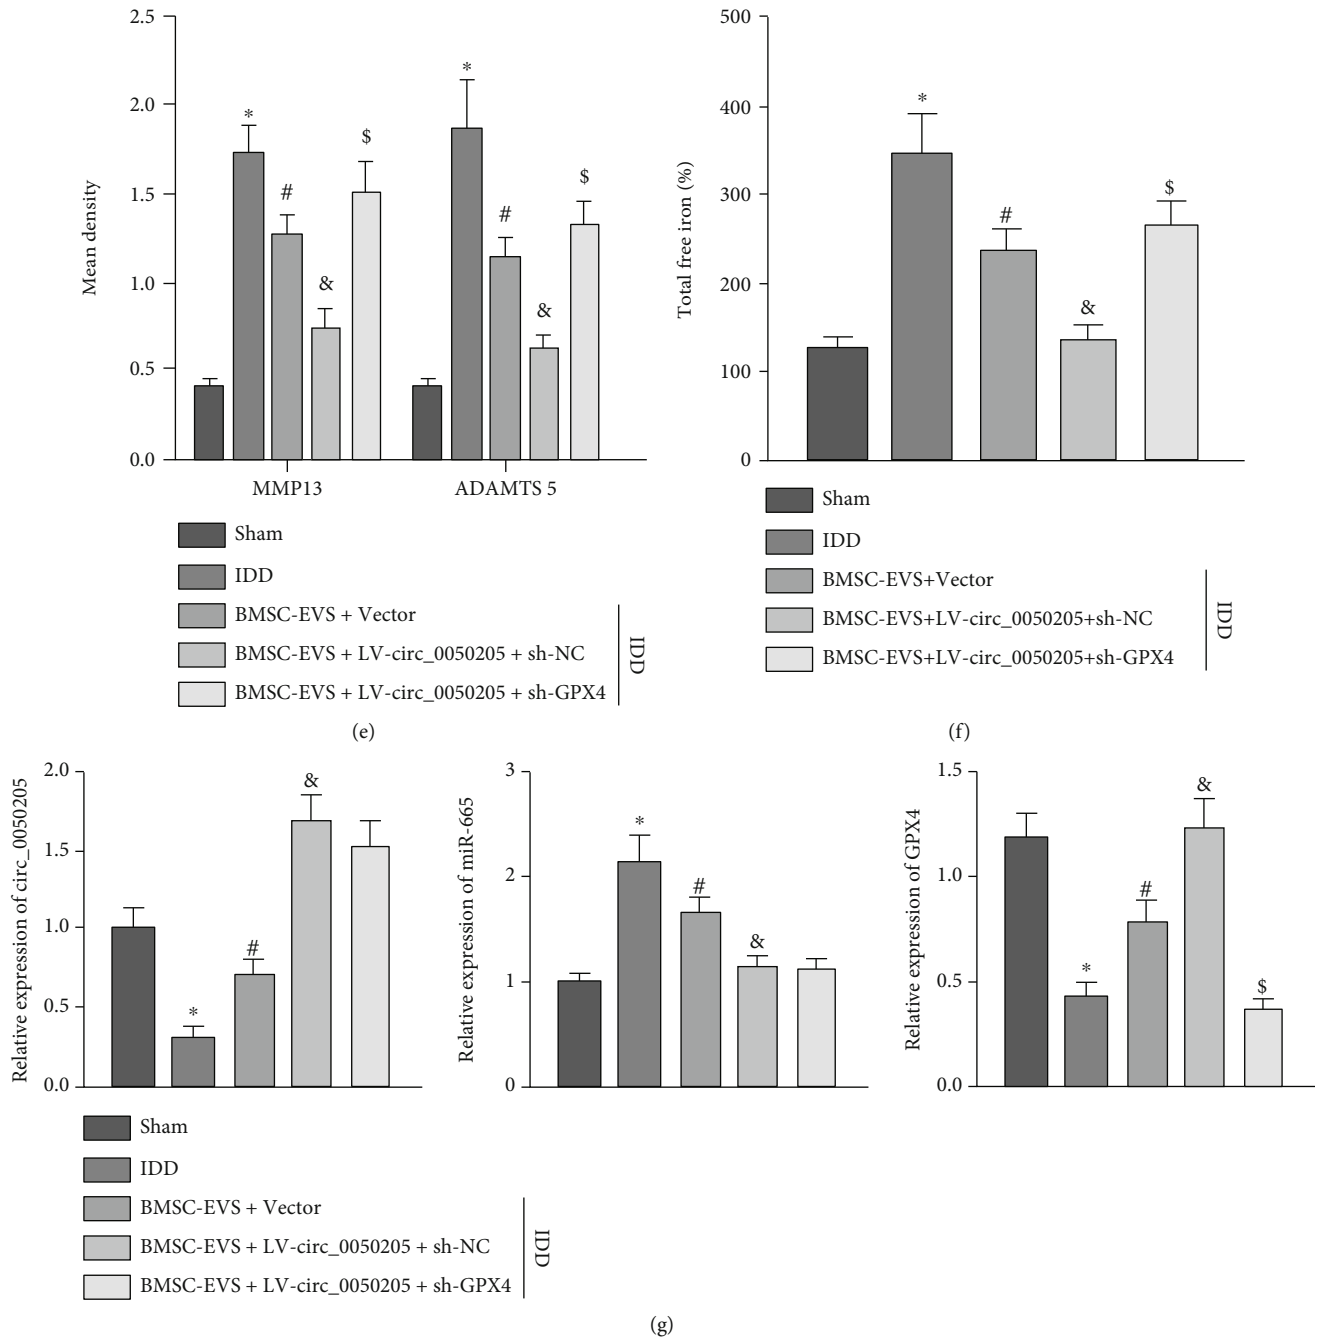 2.5
2.0
1.5
1.0
0.5
0.0
Mean density
*
#
&
$
*
#
&
$
MMP13
ADAMTS 5
Sham
IDD
BMSC-EVS + Vector
BMSC-EVS + LV-circ_0050205 + sh-NC
BMSC-EVS + LV-circ_0050205 + sh-GPX4
IDD
(e)
500
400
300
200
100
0
Total free iron (%)
*
#
&
$
Sham
IDD
BMSC-EVS+Vector
BMSC-EVS+LV-circ_0050205+sh-NC
BMSC-EVS+LV-circ_0050205+sh-GPX4
IDD
(f)
2.0
1.5
1.0
0.5
0.0
Relative expression of circ_0050205
*
#
&
3
2
1
0
Relative expression of miR-665
*
#
&
1.5
1.0
0.5
0.0
Relative expression of GPX4
*
#
&
$
Sham
IDD
BMSC-EVS + Vector
BMSC-EVS + LV-circ_0050205 + sh-NC
BMSC-EVS + LV-circ_0050205 + sh-GPX4
IDD
(g)